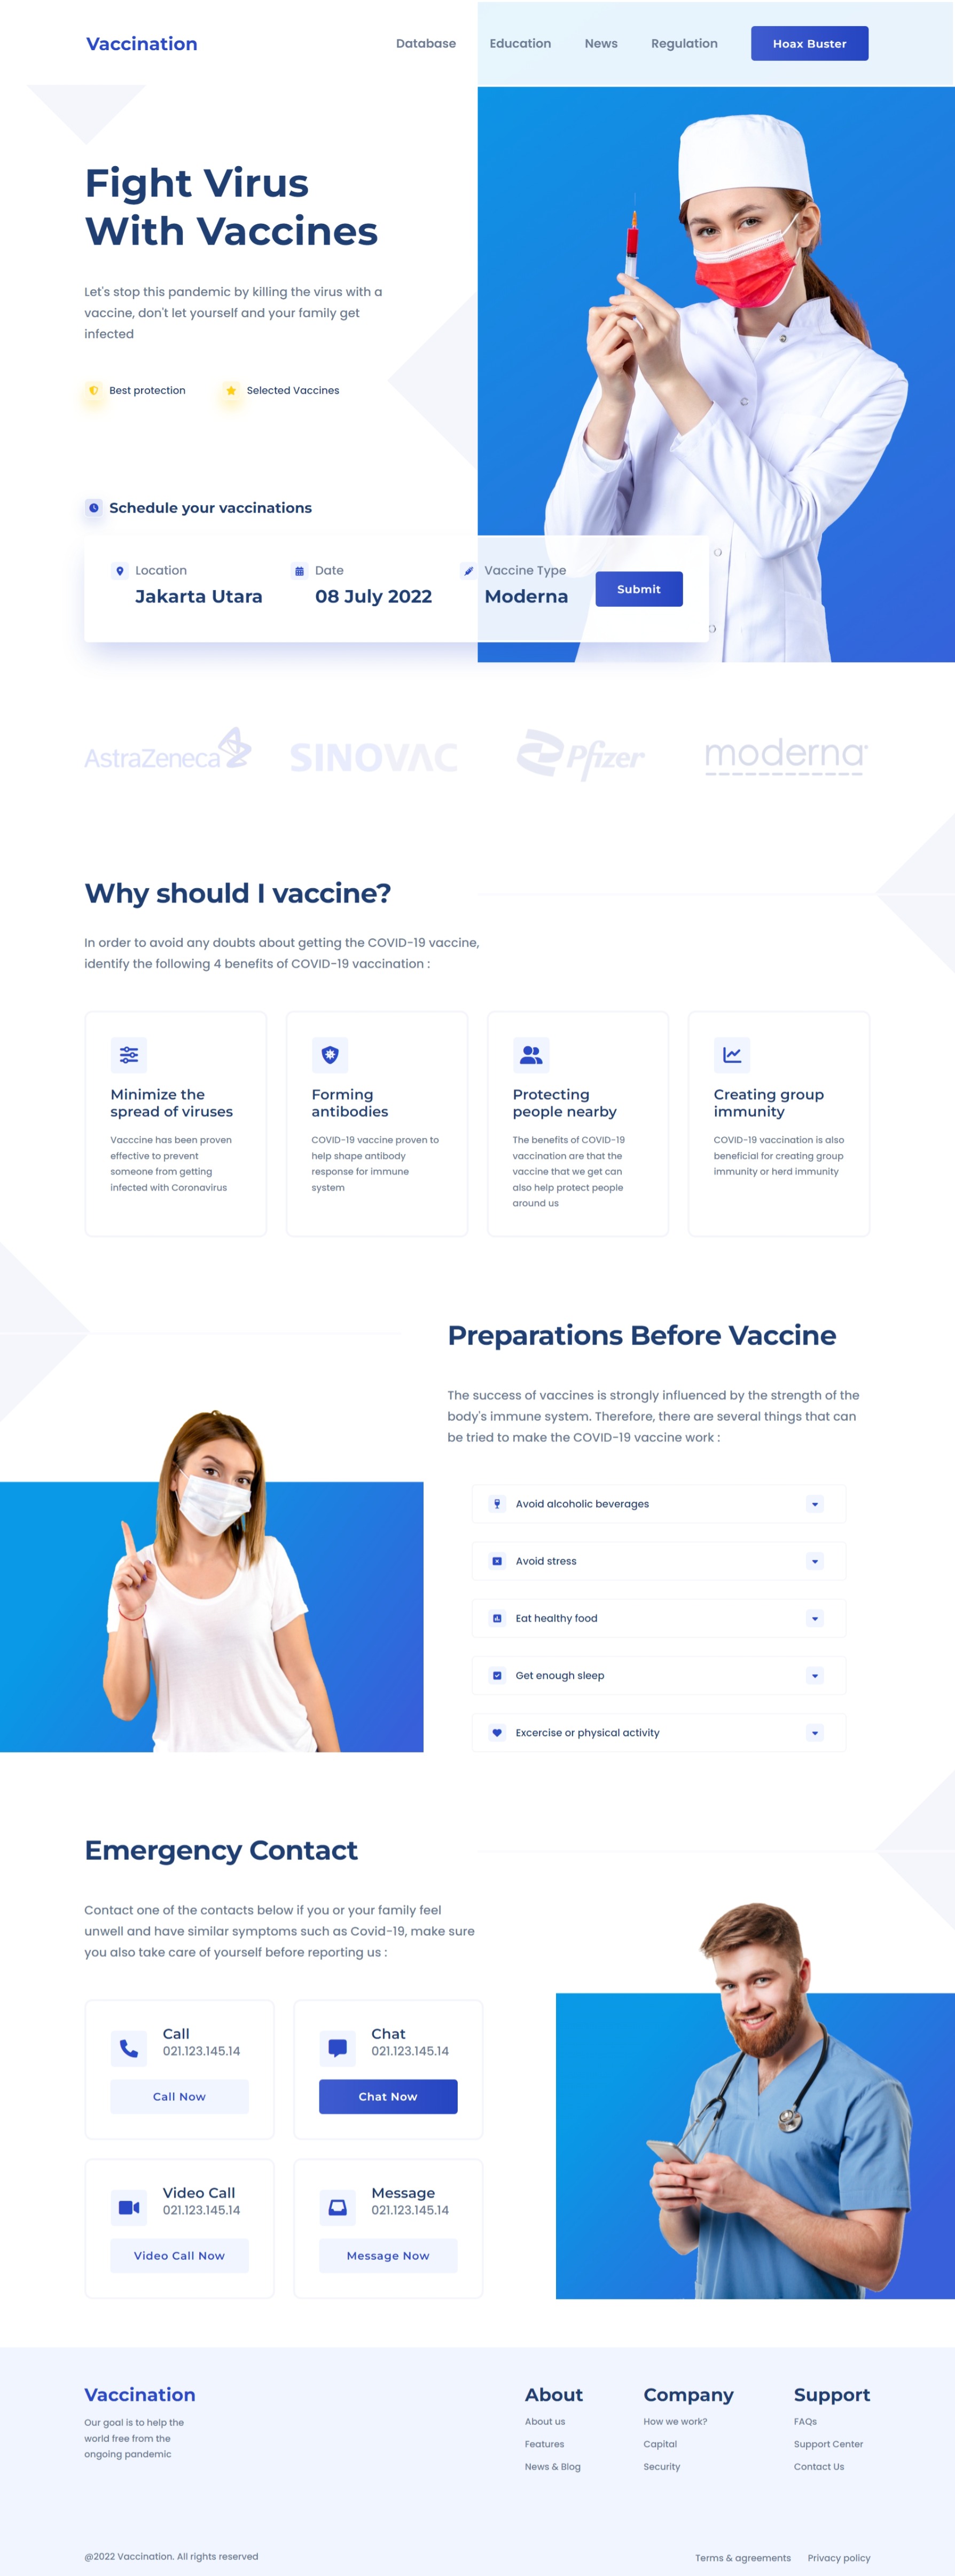 Vaccination
Database
Education
News
Regulation
Hoax Buster
Fight Virus
With Vaccines
Let's stop this pandemic by killing the virus with a
vaccine, don't let yourself and your family get
infected
Best protection
Selected Vaccines
Schedule your vaccinations
Location
Jakarta Utara
Date
08 July 2022
Vaccine Type
Moderna
Submit
AstraZeneca
SINOVAC
Pfizer
moderna
Why should I vaccine?
In order to avoid any doubts about getting the COVID-19 vaccine,
identify the following 4 benefits of COVID-19 vaccination :
Minimize the
spread of viruses
Vacccine has been proven
effective to prevent
someone from getting
infected with Coronavirus
Forming
antibodies
COVID-19 vaccine proven to
help shape antibody
response for immune
system
Protecting
people nearby
The benefits of COVID-19
vaccination are that the
vaccine that we get can
also help protect people
around us
Creating group
immunity
COVID-19 vaccination is also
beneficial for creating group
immunity or herd immunity
Preparations Before Vaccine
The success of vaccines is strongly influenced by the strength of the
body's immune system. Therefore, there are several things that can
be tried to make the COVID-19 vaccine work :
Avoid alcoholic beverages
Avoid stress
Eat healthy food
Get enough sleep
Excercise or physical activity
Emergency Contact
Contact one of the contacts below if you or your family feel
unwell and have similar symptoms such as Covid-19, make sure
you also take care of yourself before reporting us :
Call
021.123.145.14
Call Now
Chat
021.123.145.14
Chat Now
Video Call
021.123.145.14
Video Call Now
Message
021.123.145.14
Message Now
Vaccination
Our goal is to help the
world free from the
ongoing pandemic
About
About us
Features
News & Blog
Company
How we work?
Capital
Security
Support
FAQs
Support Center
Contact Us
@2022 Vaccination. All rights reserved
Terms & agreements
Privacy policy